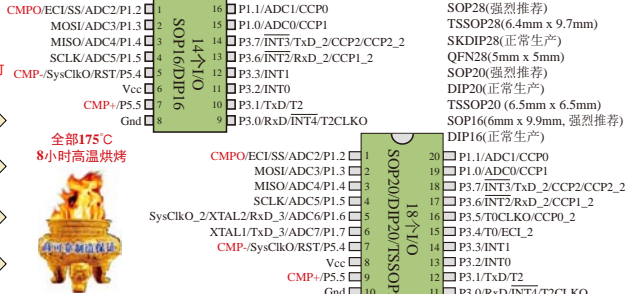 CMPO/ECI/SS/ADC2/P1.2 1 16 P1.1/ADC1/CCP0
MOSI/ADC3/P1.3 2 15 P1.0/ADC0/CCP1
MISO/ADC4/P1.4 3 14 P3.7/INT3/TxD_2/CCP2/CCP2_2
SCLK/ADC5/P1.5 4 13 P3.6/INT2/RxD_2/CCP1_2
CMP-/SysClkO/RST/P5.4 5 12 P3.3/INT1
Vcc 6 11 P3.2/INT0
CMP+/P5.5 7 10 P3.1/TxD/T2
Gnd 8 9 P3.0/RxD/INT4/T2CLKO
SOP16/DIP16
14个I/O
SOP28(强烈推荐)
TSSOP28(6.4mm x 9.7mm)
SKDIP28(正常生产)
QFN28(5mm x 5mm)
SOP20(强烈推荐)
DIP20(正常生产)
TSSOP20 (6.5mm x 6.5mm)
SOP16(6mm x 9.9mm, 强烈推荐)
DIP16(正常生产)
全部175℃
8小时高温烘烤
CMPO/ECI/SS/ADC2/P1.2 1 20 P1.1/ADC1/CCP0
MOSI/ADC3/P1.3 2 19 P1.0/ADC0/CCP1
MISO/ADC4/P1.4 3 18 P3.7/INT3/TxD_2/CCP2/CCP2_2
SCLK/ADC5/P1.5 4 17 P3.6/INT2/RxD_2/CCP1_2
SysClkO_2/XTAL2/RxD_3/ADC6/P1.6 5 16 P3.5/T0CLKO/CCP0_2
XTAL1/TxD_3/ADC7/P1.7 6 15 P3.4/T0/ECI_2
CMP-/SysClkO/RST/P5.4 7 14 P3.3/INT1
Vcc 8 13 P3.2/INT0
CMP+/P5.5 9 12 P3.1/TxD/T2
Gnd 10 11 P3.0/RxD/INT4/T2CLKO
SOP20/DIP20/TSSOP
18个I/O